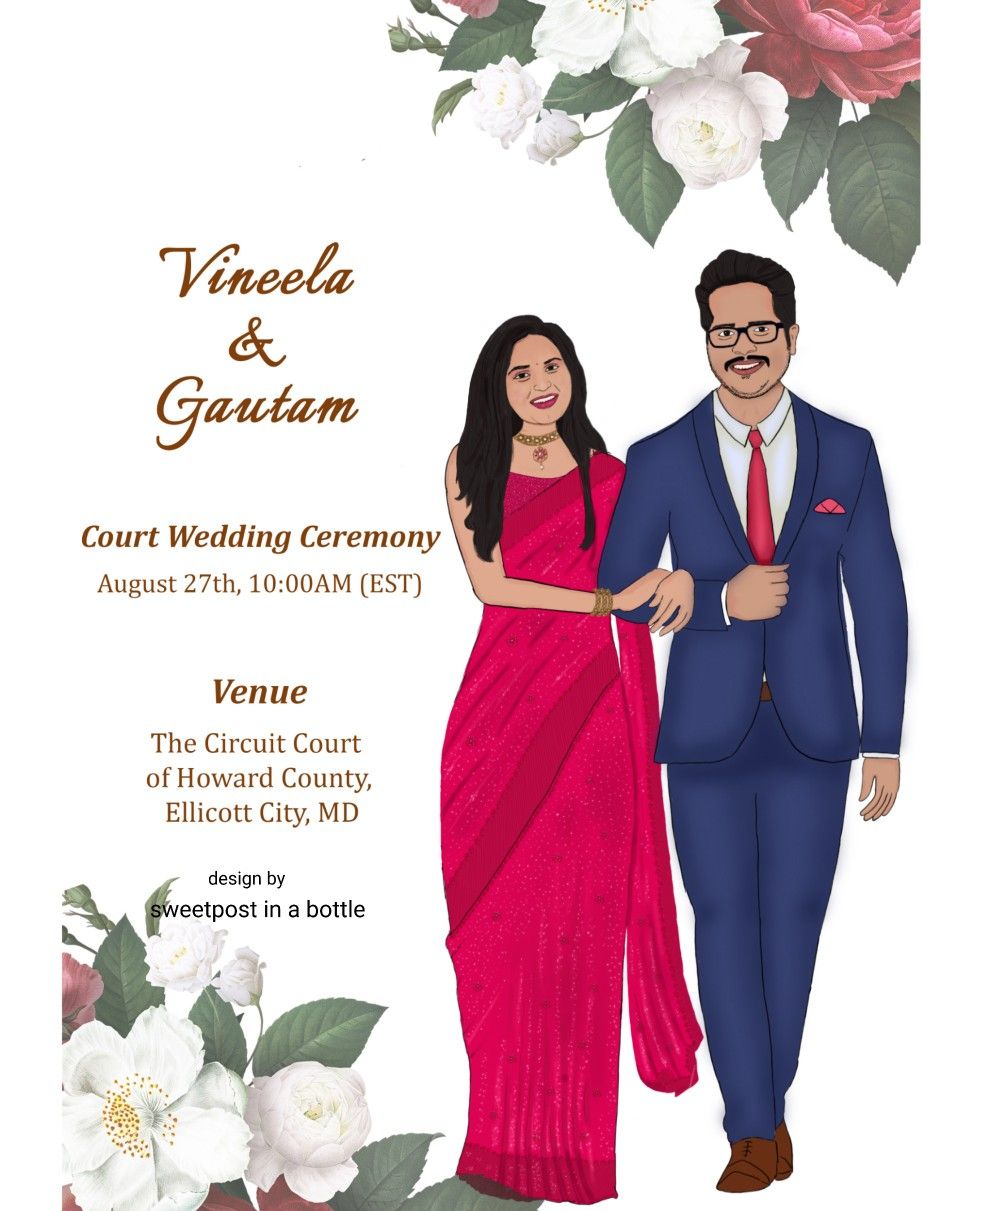 Vineela
&
Gautam
Court Wedding Ceremony
August 27th, 10:00AM (EST)
Venue
The Circuit Court
of Howard County,
Ellicott City, MD
design by
sweetpost in a bottle